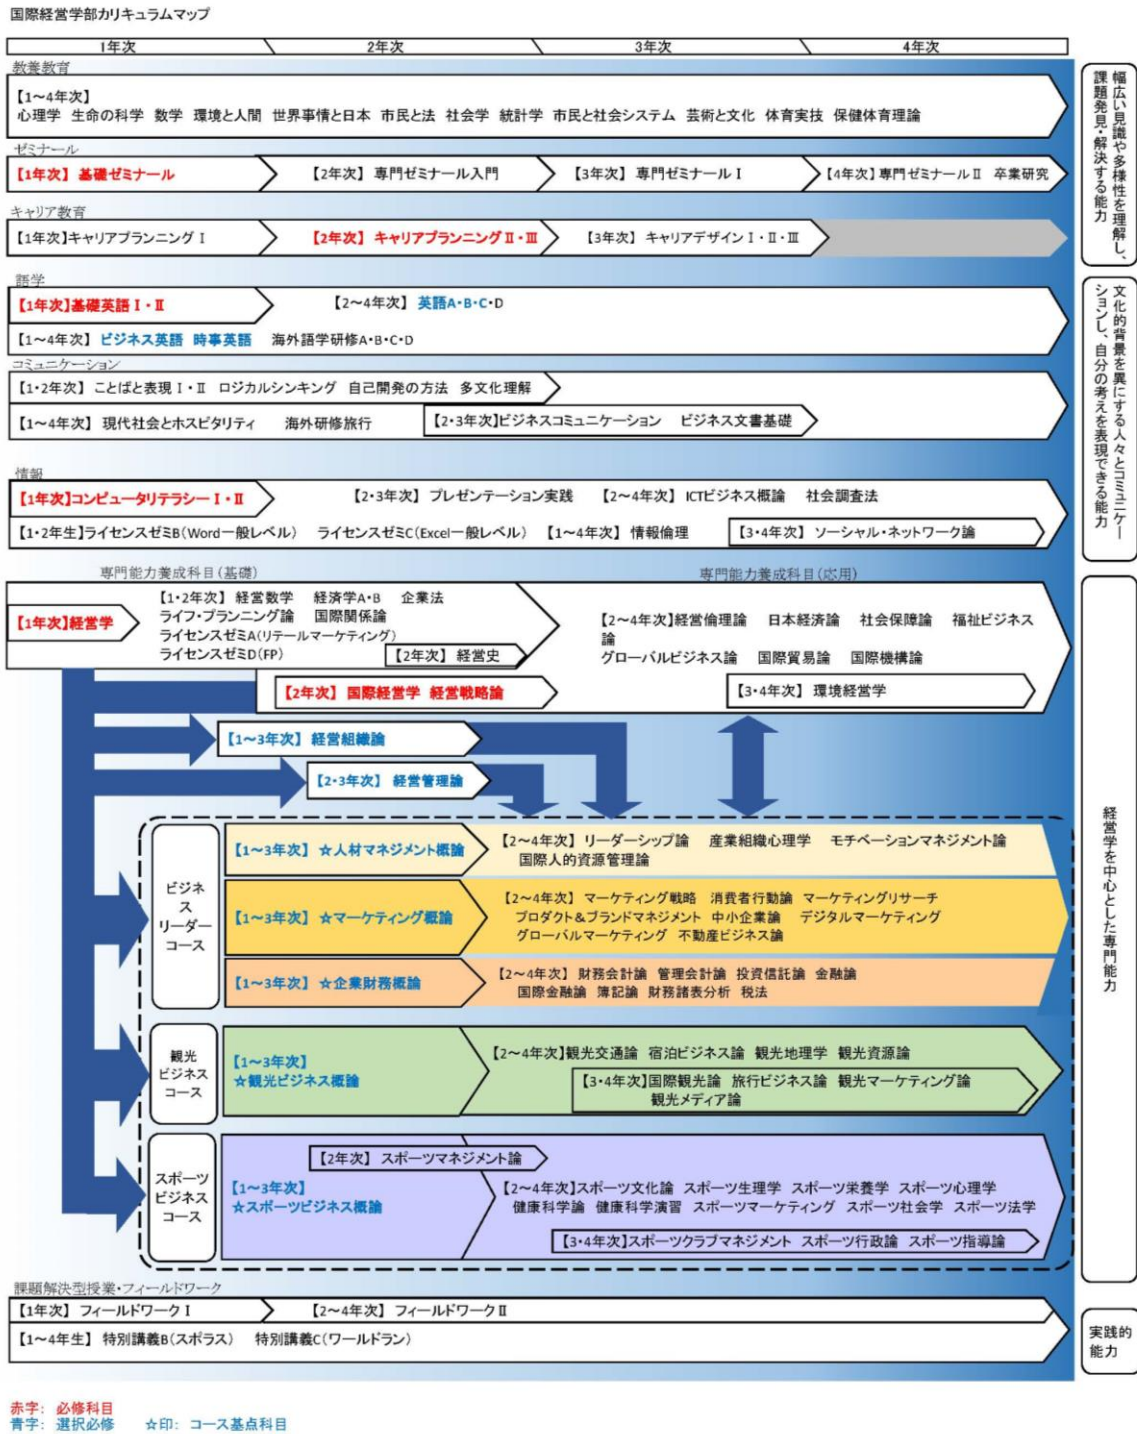 国際経営学部カリキュラムマップ
1年次 2年次 3年次 4年次
教養教育
【1～4年次】
心理学 生命の科学 数学 環境と人間 世界事情と日本 市民と法 社会学 統計学 市民と社会システム 芸術と文化 体育実技 保健体育理論
ゼミナール
【1年次】 基礎ゼミナール 【2年次】 専門ゼミナール入門 【3年次】 専門ゼミナールⅠ 【4年次】専門ゼミナールⅡ 卒業研究
キャリア教育
【1年次】キャリアプランニングⅠ 【2年次】 キャリアプランニングⅡ・Ⅲ 【3年次】 キャリアデザインⅠ・Ⅱ・Ⅲ
幅広い見識や多様性を理解し、
課題発見・解決する能力
語学
【1年次】基礎英語Ⅰ・Ⅱ 【2～4年次】 英語A・B・C・D
【1～4年次】 ビジネス英語 時事英語 海外語学研修A・B・C・D
コミュニケーション
【1・2年次】 ことばと表現Ⅰ・Ⅱ ロジカルシンキング 自己開発の方法 多文化理解
【1～4年次】 現代社会とホスピタリティ 海外研修旅行 【2・3年次】ビジネスコミュニケーション ビジネス文書基礎
情報
【1年次】コンピュータリテラシーⅠ・Ⅱ 【2・3年次】 プレゼンテーション実践 【2～4年次】 ICTビジネス概論 社会調査法
【1・2年生】ライセンスゼミB(Word一般レベル) ライセンスゼミC(Excel一般レベル) 【1～4年次】 情報倫理 【3・4年次】 ソーシャル・ネットワーク論
文化的背景を異にする人々とコミュニケー
ションし、自分の考えを表現できる能力
専門能力養成科目(基礎) 専門能力養成科目(応用)
【1年次】経営学
【1・2年次】 経営数学 経済学A・B 企業法
ライフ・プランニング論 国際関係論
ライセンスゼミA(リテールマーケティング)
ライセンスゼミD(FP) 【2年次】 経営史
【2～4年次】経営倫理論 日本経済論 社会保障論 福祉ビジネス
論
グローバルビジネス論 国際貿易論 国際機構論
【2年次】 国際経営学 経営戦略論 【3・4年次】 環境経営学
【1～3年次】 経営組織論
【2・3年次】 経営管理論
ビジネ
ス
リーダー
コース
【1～3年次】 ☆人材マネジメント概論
【2～4年次】 リーダーシップ論 産業組織心理学 モチベーションマネジメント論
国際人的資源管理論
【1～3年次】 ☆マーケティング概論
【2～4年次】 マーケティング戦略 消費者行動論 マーケティングリサーチ
プロダクト&ブランドマネジメント 中小企業論 デジタルマーケティング
グローバルマーケティング 不動産ビジネス論
【1～3年次】 ☆企業財務概論
【2～4年次】 財務会計論 管理会計論 投資信託論 金融論
国際金融論 簿記論 財務諸表分析 税法
観光
ビジネス
コース
【1～3年次】
☆観光ビジネス概論
【2～4年次】観光交通論 宿泊ビジネス論 観光地理学 観光資源論
【3・4年次】国際観光論 旅行ビジネス論 観光マーケティング論
観光メディア論
スポーツ
ビジネス
コース
【2年次】 スポーツマネジメント論
【1～3年次】
☆スポーツビジネス概論
【2～4年次】スポーツ文化論 スポーツ生理学 スポーツ栄養学 スポーツ心理学
健康科学論 健康科学演習 スポーツマーケティング スポーツ社会学 スポーツ法学
【3・4年次】スポーツクラブマネジメント スポーツ行政論 スポーツ指導論
経営学を中心とした専門能力
課題解決型授業・フィールドワーク
【1年次】 フィールドワークⅠ 【2～4年次】 フィールドワークⅡ
【1～4年生】 特別講義B(スポラス) 特別講義C(ワールドラン)
実践的
能力
赤字: 必修科目
青字: 選択必修 ☆印: コース基点科目